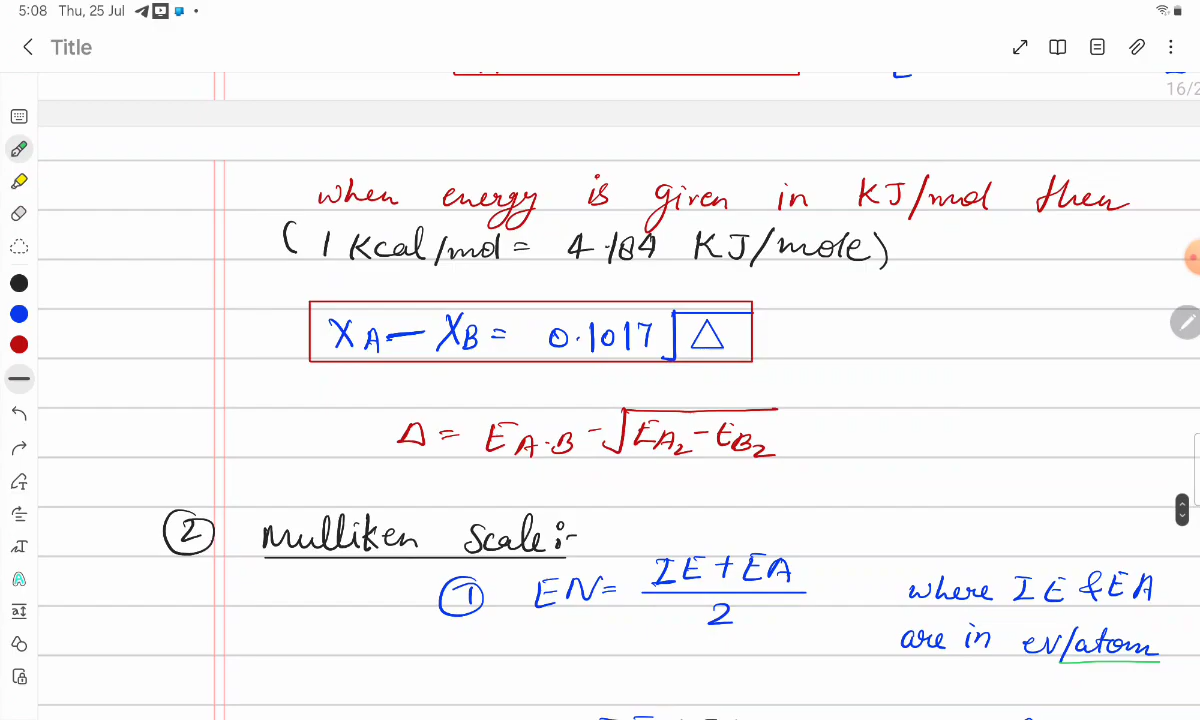 5:08 Thu, 25 Jul
Title
16/2
when energy is given in KJ/mol then
( 1 Kcal/mol = 4.184 KJ/mole)
XA - XB = 0.1017 √Δ
Δ = EA-B - √EA2 - EB2
② Mulliken Scale :-
① EN = IE + EA / 2 where IE & EA
are in ev/atom